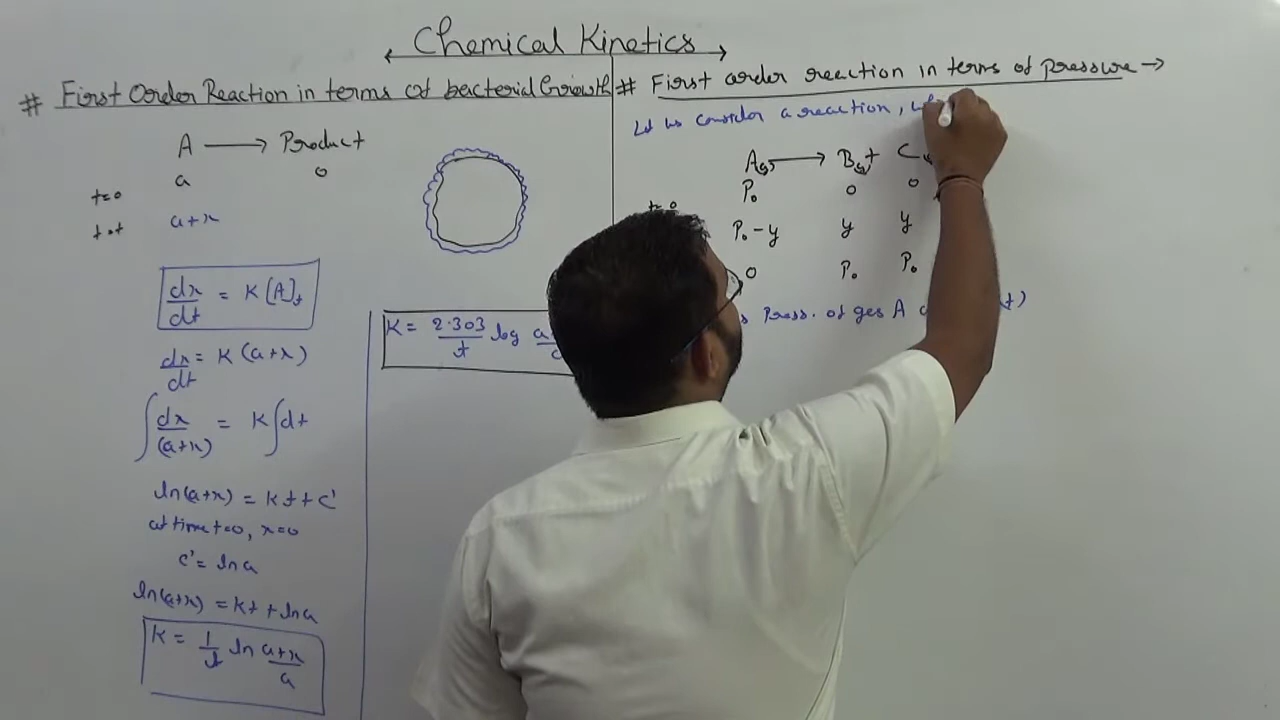 Chemical Kinetics
# First Order Reaction in terms of bacterial Growth
A → Product
t=0 a 0
t=t a+x
dx/dt = K[A]t
dx/dt = K(a+x)
∫ dx/(a+x) = K∫dt
ln(a+x) = Kt + C'
at time t=0, x=0
C' = ln a
ln(a+x) = Kt + ln a
K = 1/t ln a+x/a
K = 2.303/t log
# First order reaction in terms of pressure →
Let us consider a reaction,
A(g) → B(g) + C
t=0 P₀ 0 0
P₀-y y y
0 P₀ P₀
Press. of ges A t)